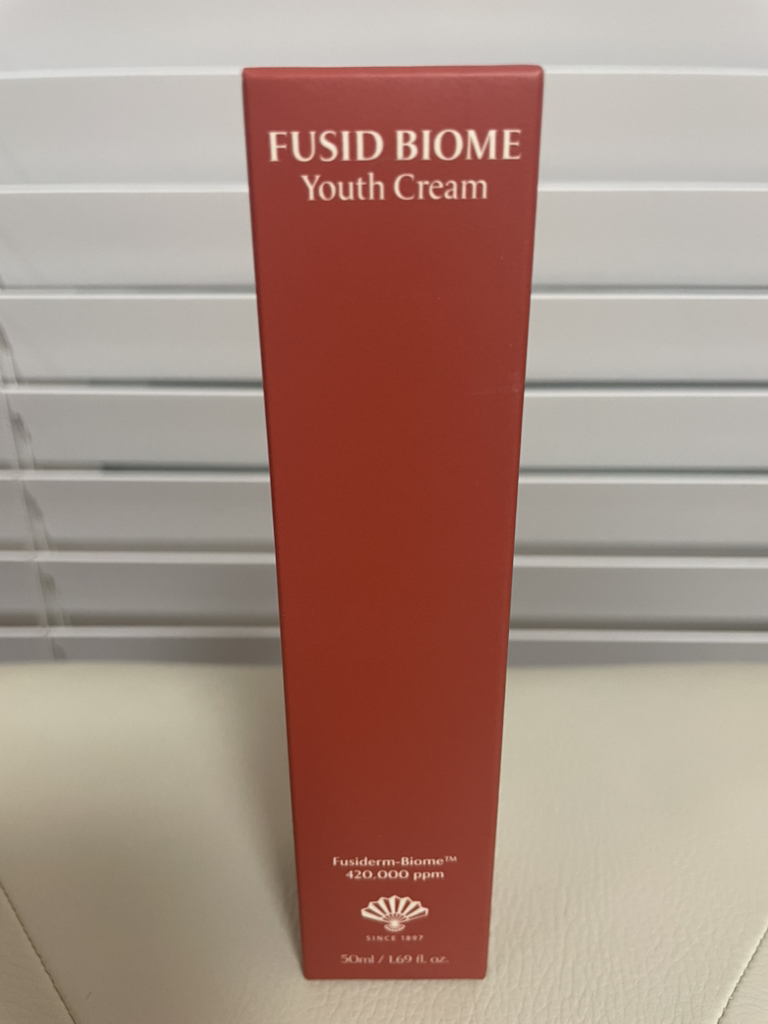 FUSID BIOME
Youth Cream
Fusiderm-Biome™
420.000 ppm
SINCE 1897
50ml / 1.69 fl. oz.